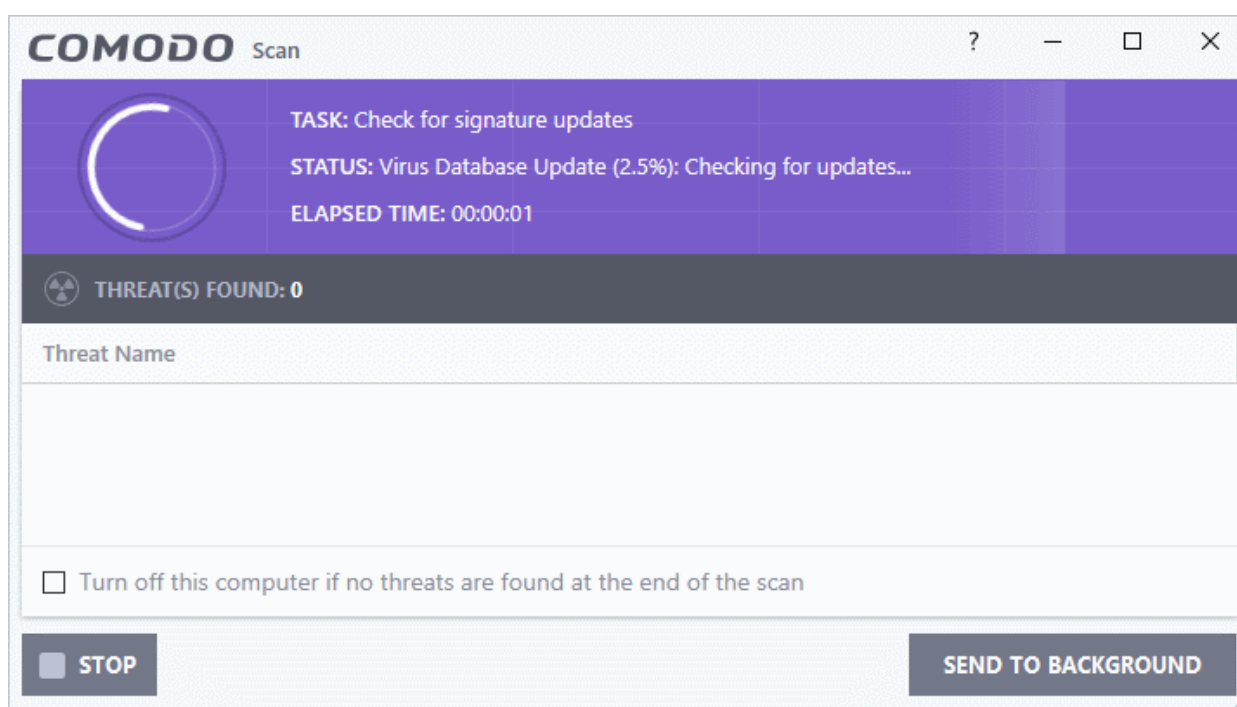 COMODO Scan ?
TASK: Check for signature updates
STATUS: Virus Database Update (2.5%): Checking for updates...
ELAPSED TIME: 00:00:01
THREAT(S) FOUND: 0
Threat Name
Turn off this computer if no threats are found at the end of the scan
STOP SEND TO BACKGROUND